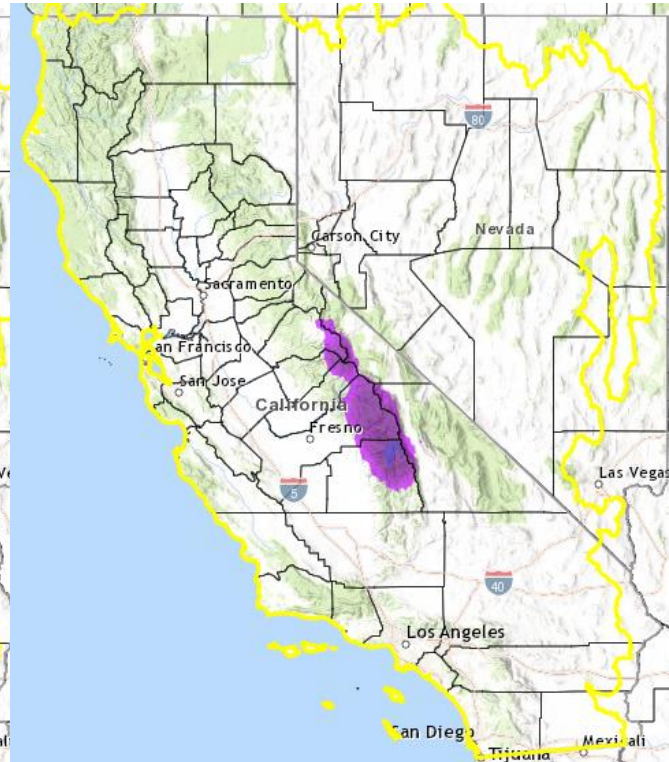 80
Carson City
Nevada
Sacramento
an Francisco
San Jose
California
Fresno
5
Las Vegas
40
Los Angeles
San Diego
Mexicali
Tijuana